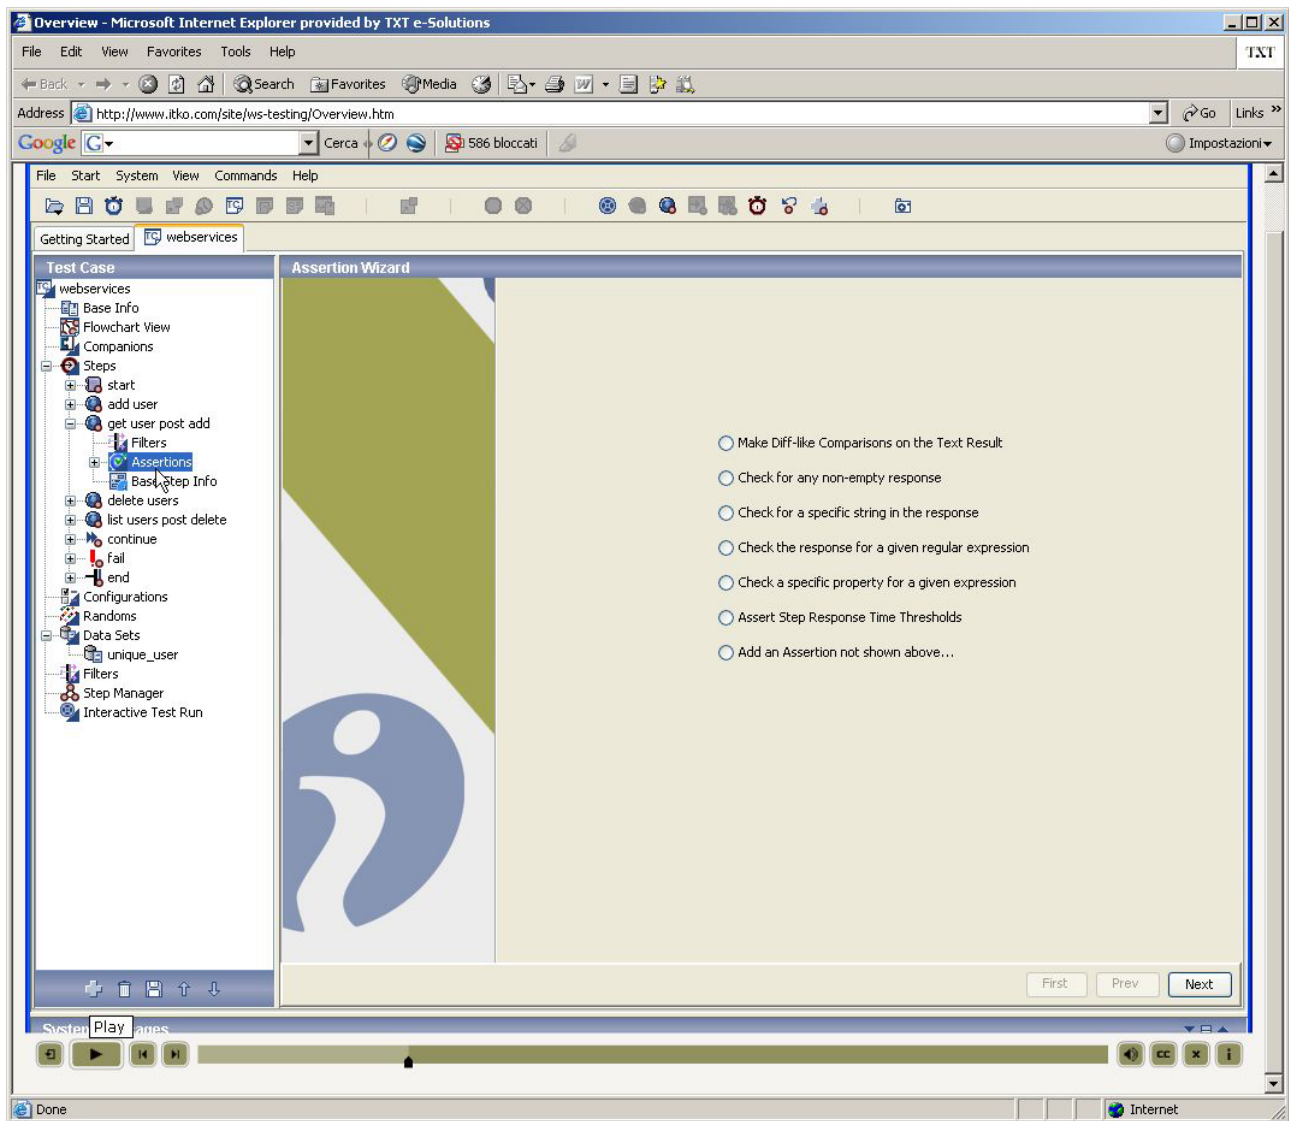 Overview - Microsoft Internet Explorer provided by TXT e-Solutions
File Edit View Favorites Tools Help
TXT
Back Search Favorites Media
Address http://www.itko.com/site/ws-testing/Overview.htm Go Links »
Google G Cerca 586 bloccati Impostazioni
File Start System View Commands Help
Getting Started TC webservices
Test Case
Assertion Wizard
TC webservices
Base Info
Flowchart View
Companions
Steps
start
add user
get user post add
Filters
Assertions
Base Step Info
delete users
list users post delete
continue
fail
end
Configurations
Randoms
Data Sets
unique_user
Filters
Step Manager
Interactive Test Run
Make Diff-like Comparisons on the Text Result
Check for any non-empty response
Check for a specific string in the response
Check the response for a given regular expression
Check a specific property for a given expression
Assert Step Response Time Thresholds
Add an Assertion not shown above...
First Prev Next
Play
CC x i
Done Internet